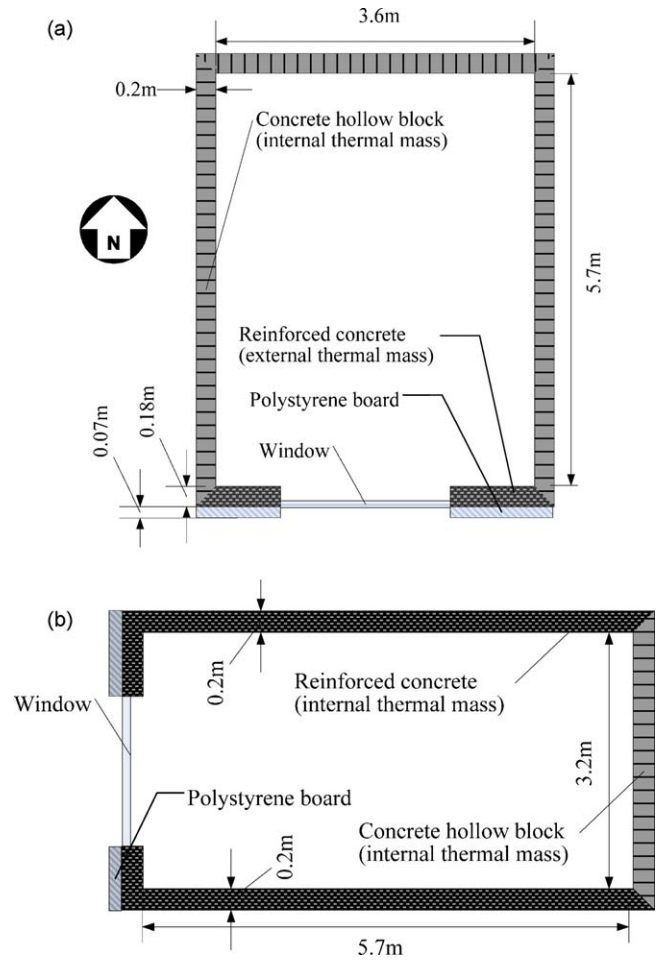 (a)
3.6m
0.2m
Concrete hollow block
(internal thermal mass)
N
5.7m
Reinforced concrete
(external thermal mass)
0.18m
Polystyrene board
0.07m
Window
(b)
0.2m
Reinforced concrete
(internal thermal mass)
Window
3.2m
Polystyrene board
Concrete hollow block
(internal thermal mass)
0.2m
5.7m